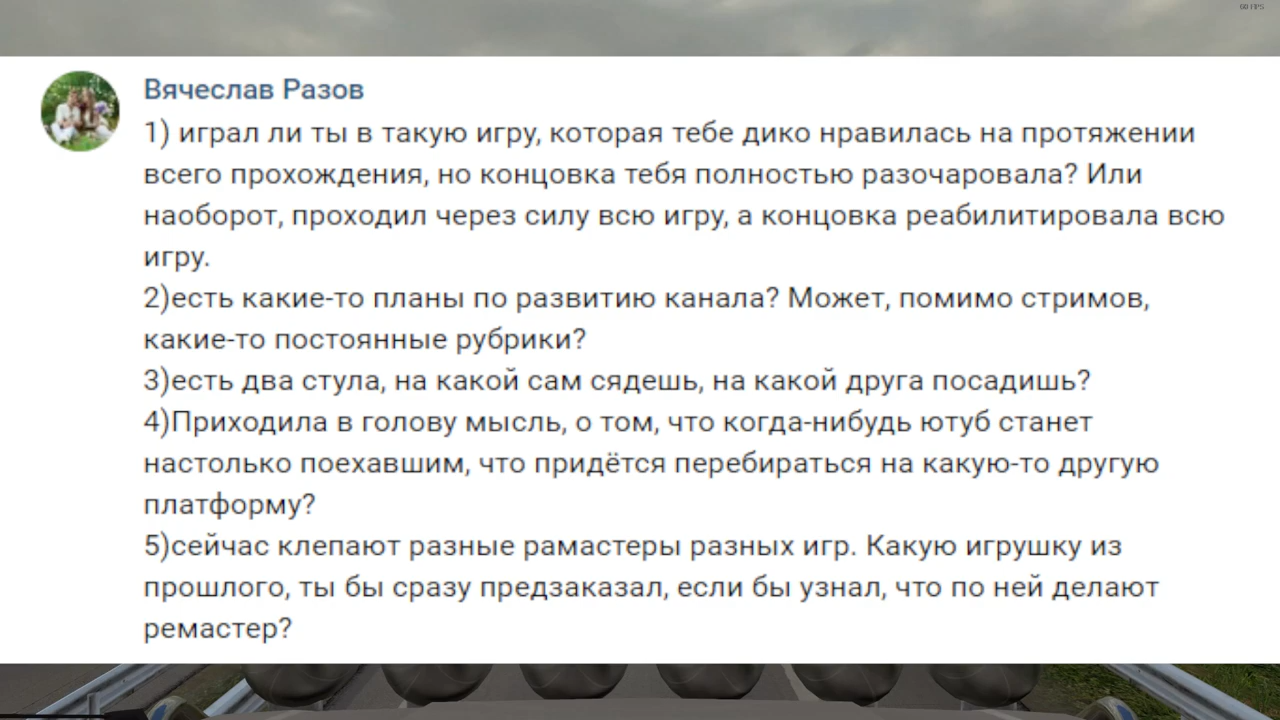 60 FPS
Вячеслав Разов
1) играл ли ты в такую игру, которая тебе дико нравилась на протяжении
всего прохождения, но концовка тебя полностью разочаровала? Или
наоборот, проходил через силу всю игру, а концовка реабилитировала всю
игру.
2)есть какие-то планы по развитию канала? Может, помимо стримов,
какие-то постоянные рубрики?
3)есть два стула, на какой сам сядешь, на какой друга посадишь?
4)Приходила в голову мысль, о том, что когда-нибудь ютуб станет
настолько поехавшим, что придётся перебираться на какую-то другую
платформу?
5)сейчас клепают разные рамастеры разных игр. Какую игрушку из
прошлого, ты бы сразу предзаказал, если бы узнал, что по ней делают
ремастер?